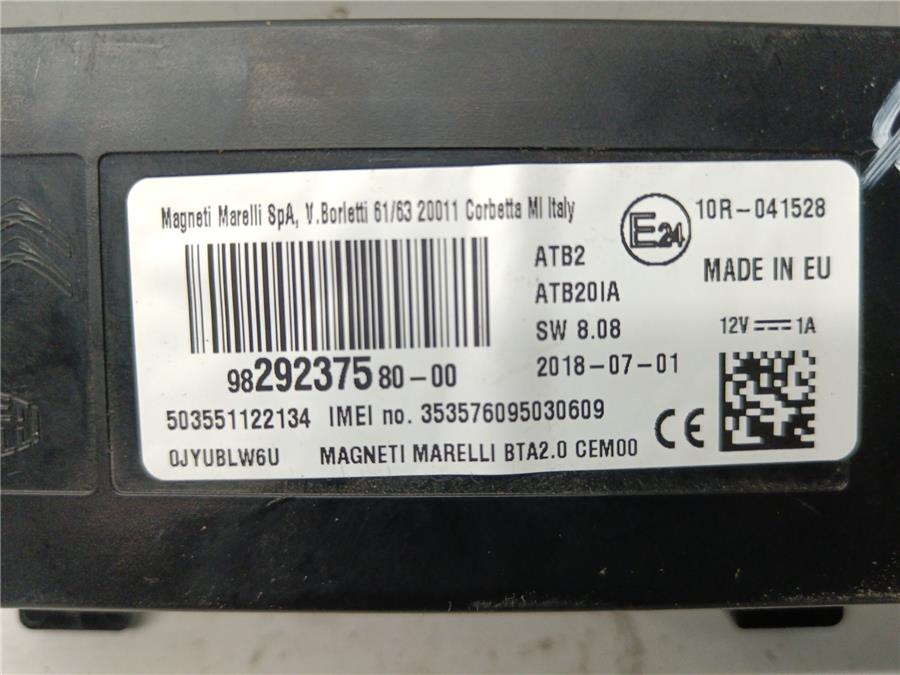 Magneti Marelli SpA, V.Borletti 61/63 20011 Corbetta MI Italy
E24
10R-041528
ATB2
ATB20IA
SW 8.08
2018-07-01
MADE IN EU
12V 1A
9829237580-00
503551122134 IMEI no. 353576095030609
0JYUBLW6U MAGNETI MARELLI BTA2.0 CEM00
CE